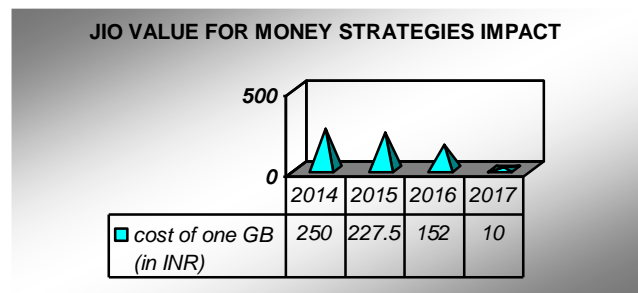 JIO VALUE FOR MONEY STRATEGIES IMPACT
500
0
2014 2015 2016 2017
cost of one GB 250 227.5 152 10
(in INR)